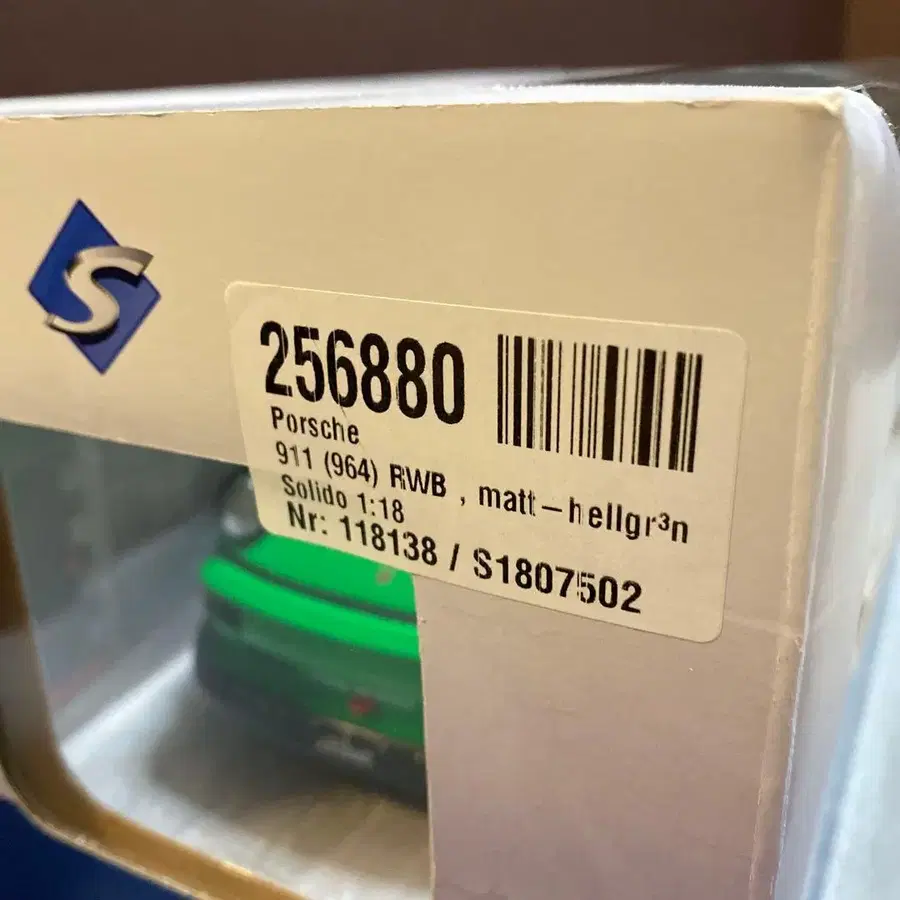 S
256880
Porsche
911 (964) RWB , matt-hellgr³n
Solido 1:18
Nr: 118138 / S1807502